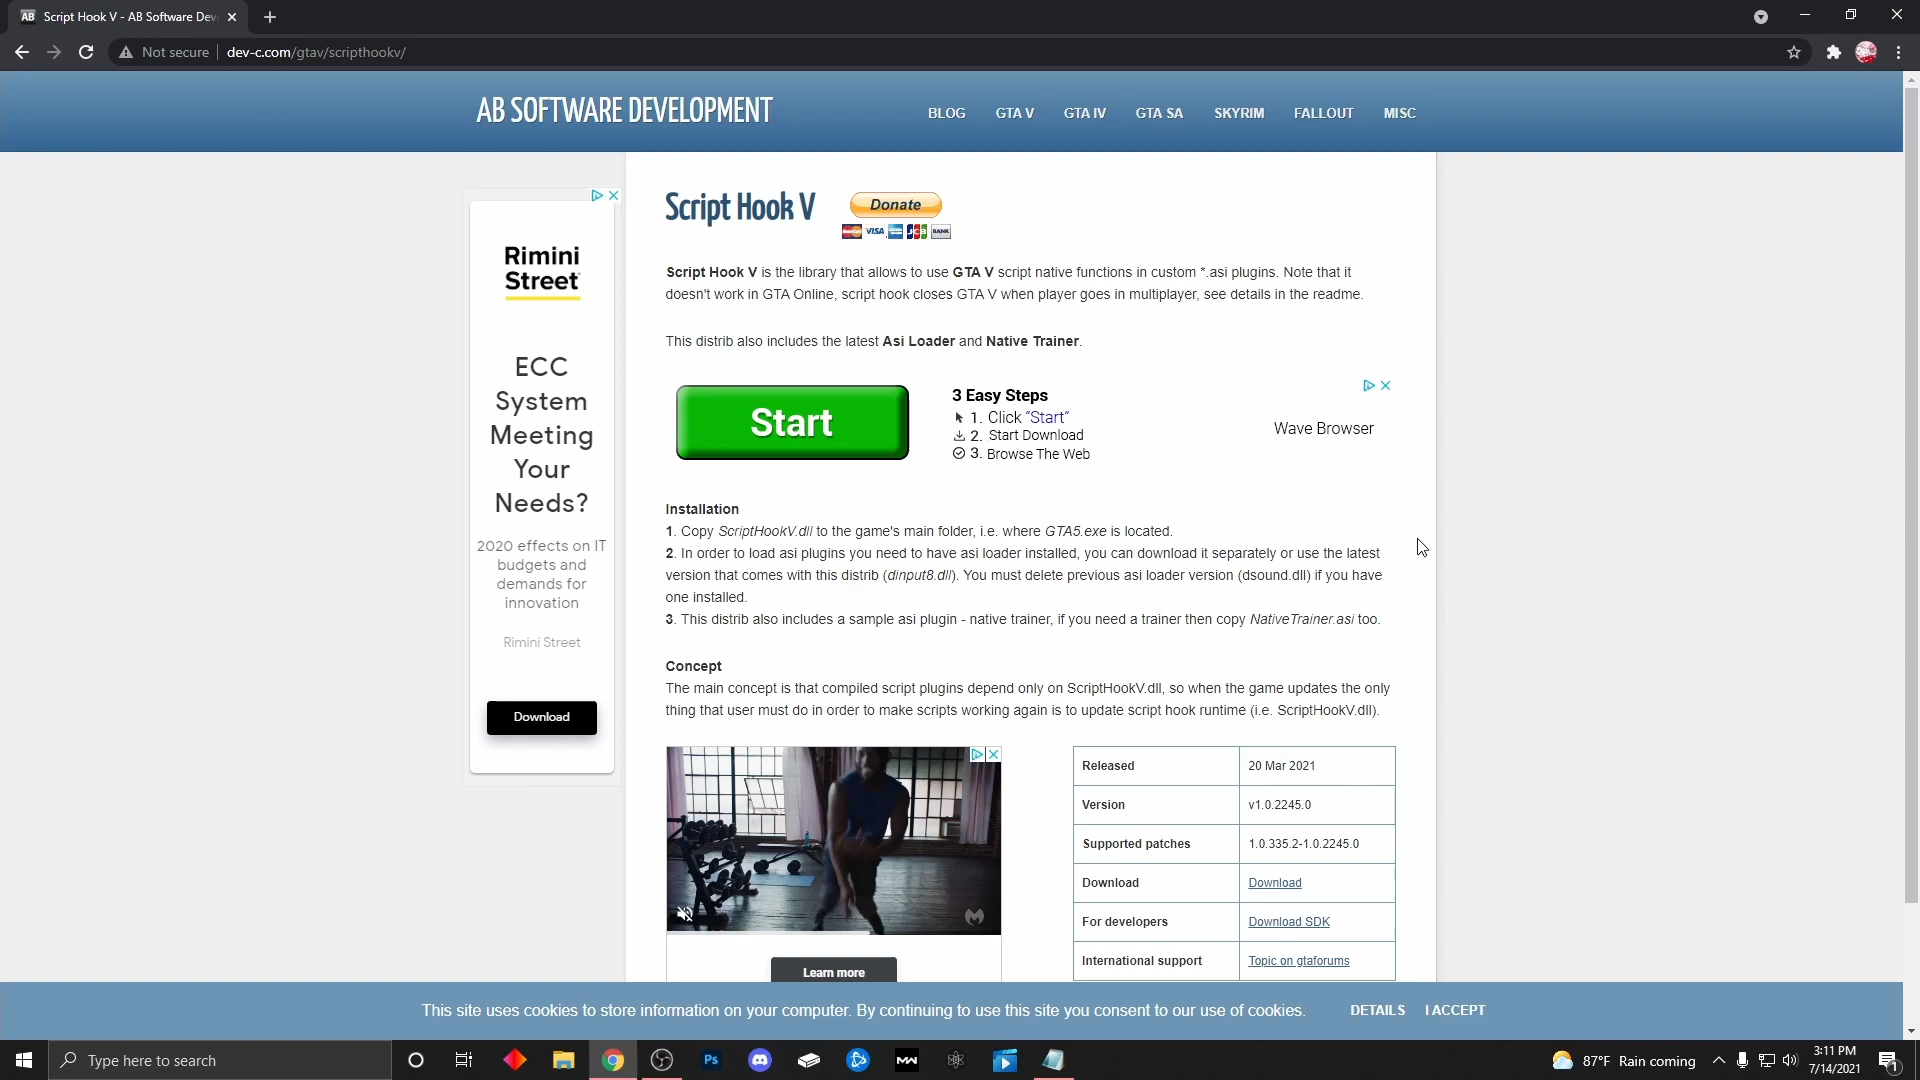 Script Hook V - AB Software Dev
Not secure
dev-c.com/gtav/scripthookv/
AB SOFTWARE DEVELOPMENT
BLOG
GTA V
GTA IV
GTA SA
SKYRIM
FALLOUT
MISC
Rimini
Street
ECC
System
Meeting
Your
Needs?
2020 effects on IT
budgets and
demands for
innovation
Rimini Street
Download
Script Hook V
Donate
VISA
JCB
BANK
Script Hook V is the library that allows to use GTA V script native functions in custom *.asi plugins. Note that it
doesn't work in GTA Online, script hook closes GTA V when player goes in multiplayer, see details in the readme.
This distrib also includes the latest Asi Loader and Native Trainer.
Start
3 Easy Steps
1. Click “Start”
2. Start Download
3. Browse The Web
Wave Browser
Installation
1. Copy ScriptHookV.dll to the game's main folder, i.e. where GTA5.exe is located.
2. In order to load asi plugins you need to have asi loader installed, you can download it separately or use the latest
version that comes with this distrib (dinput8.dll). You must delete previous asi loader version (dsound.dll) if you have
one installed.
3. This distrib also includes a sample asi plugin - native trainer, if you need a trainer then copy NativeTrainer.asi too.
Concept
The main concept is that compiled script plugins depend only on ScriptHookV.dll, so when the game updates the only
thing that user must do in order to make scripts working again is to update script hook runtime (i.e. ScriptHookV.dll).
Learn more
Released 20 Mar 2021
Version v1.0.2245.0
Supported patches 1.0.335.2-1.0.2245.0
Download Download
For developers Download SDK
International support Topic on gtaforums
This site uses cookies to store information on your computer. By continuing to use this site you consent to our use of cookies.
DETAILS
I ACCEPT
Type here to search
Ps
MW
87°F Rain coming
3:11 PM
7/14/2021
1